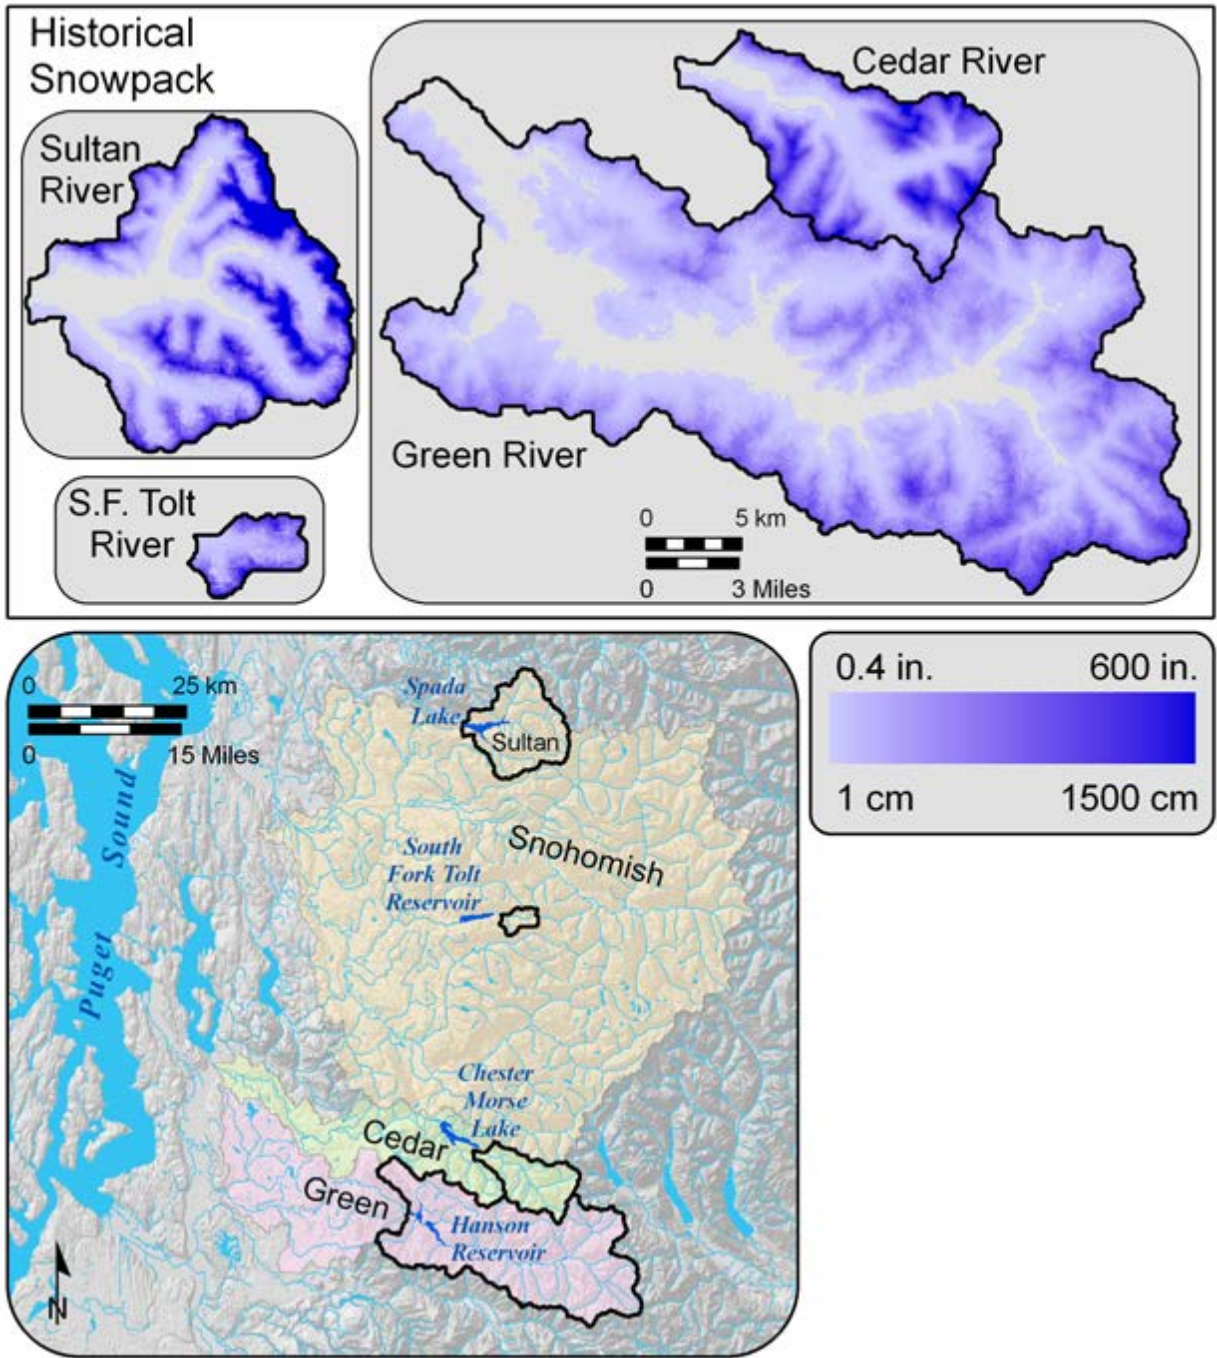 Historical
Snowpack
Sultan
River
Cedar River
Green River
S.F. Tolt
River
0 5 km
0 3 Miles
0 25 km
0 15 Miles
Spada
Lake
Sultan
South
Fork Tolt
Reservoir
Snohomish
Puget Sound
Chester
Morse
Lake
Cedar
Green
Hanson
Reservoir
N
0.4 in. 600 in.
1 cm 1500 cm